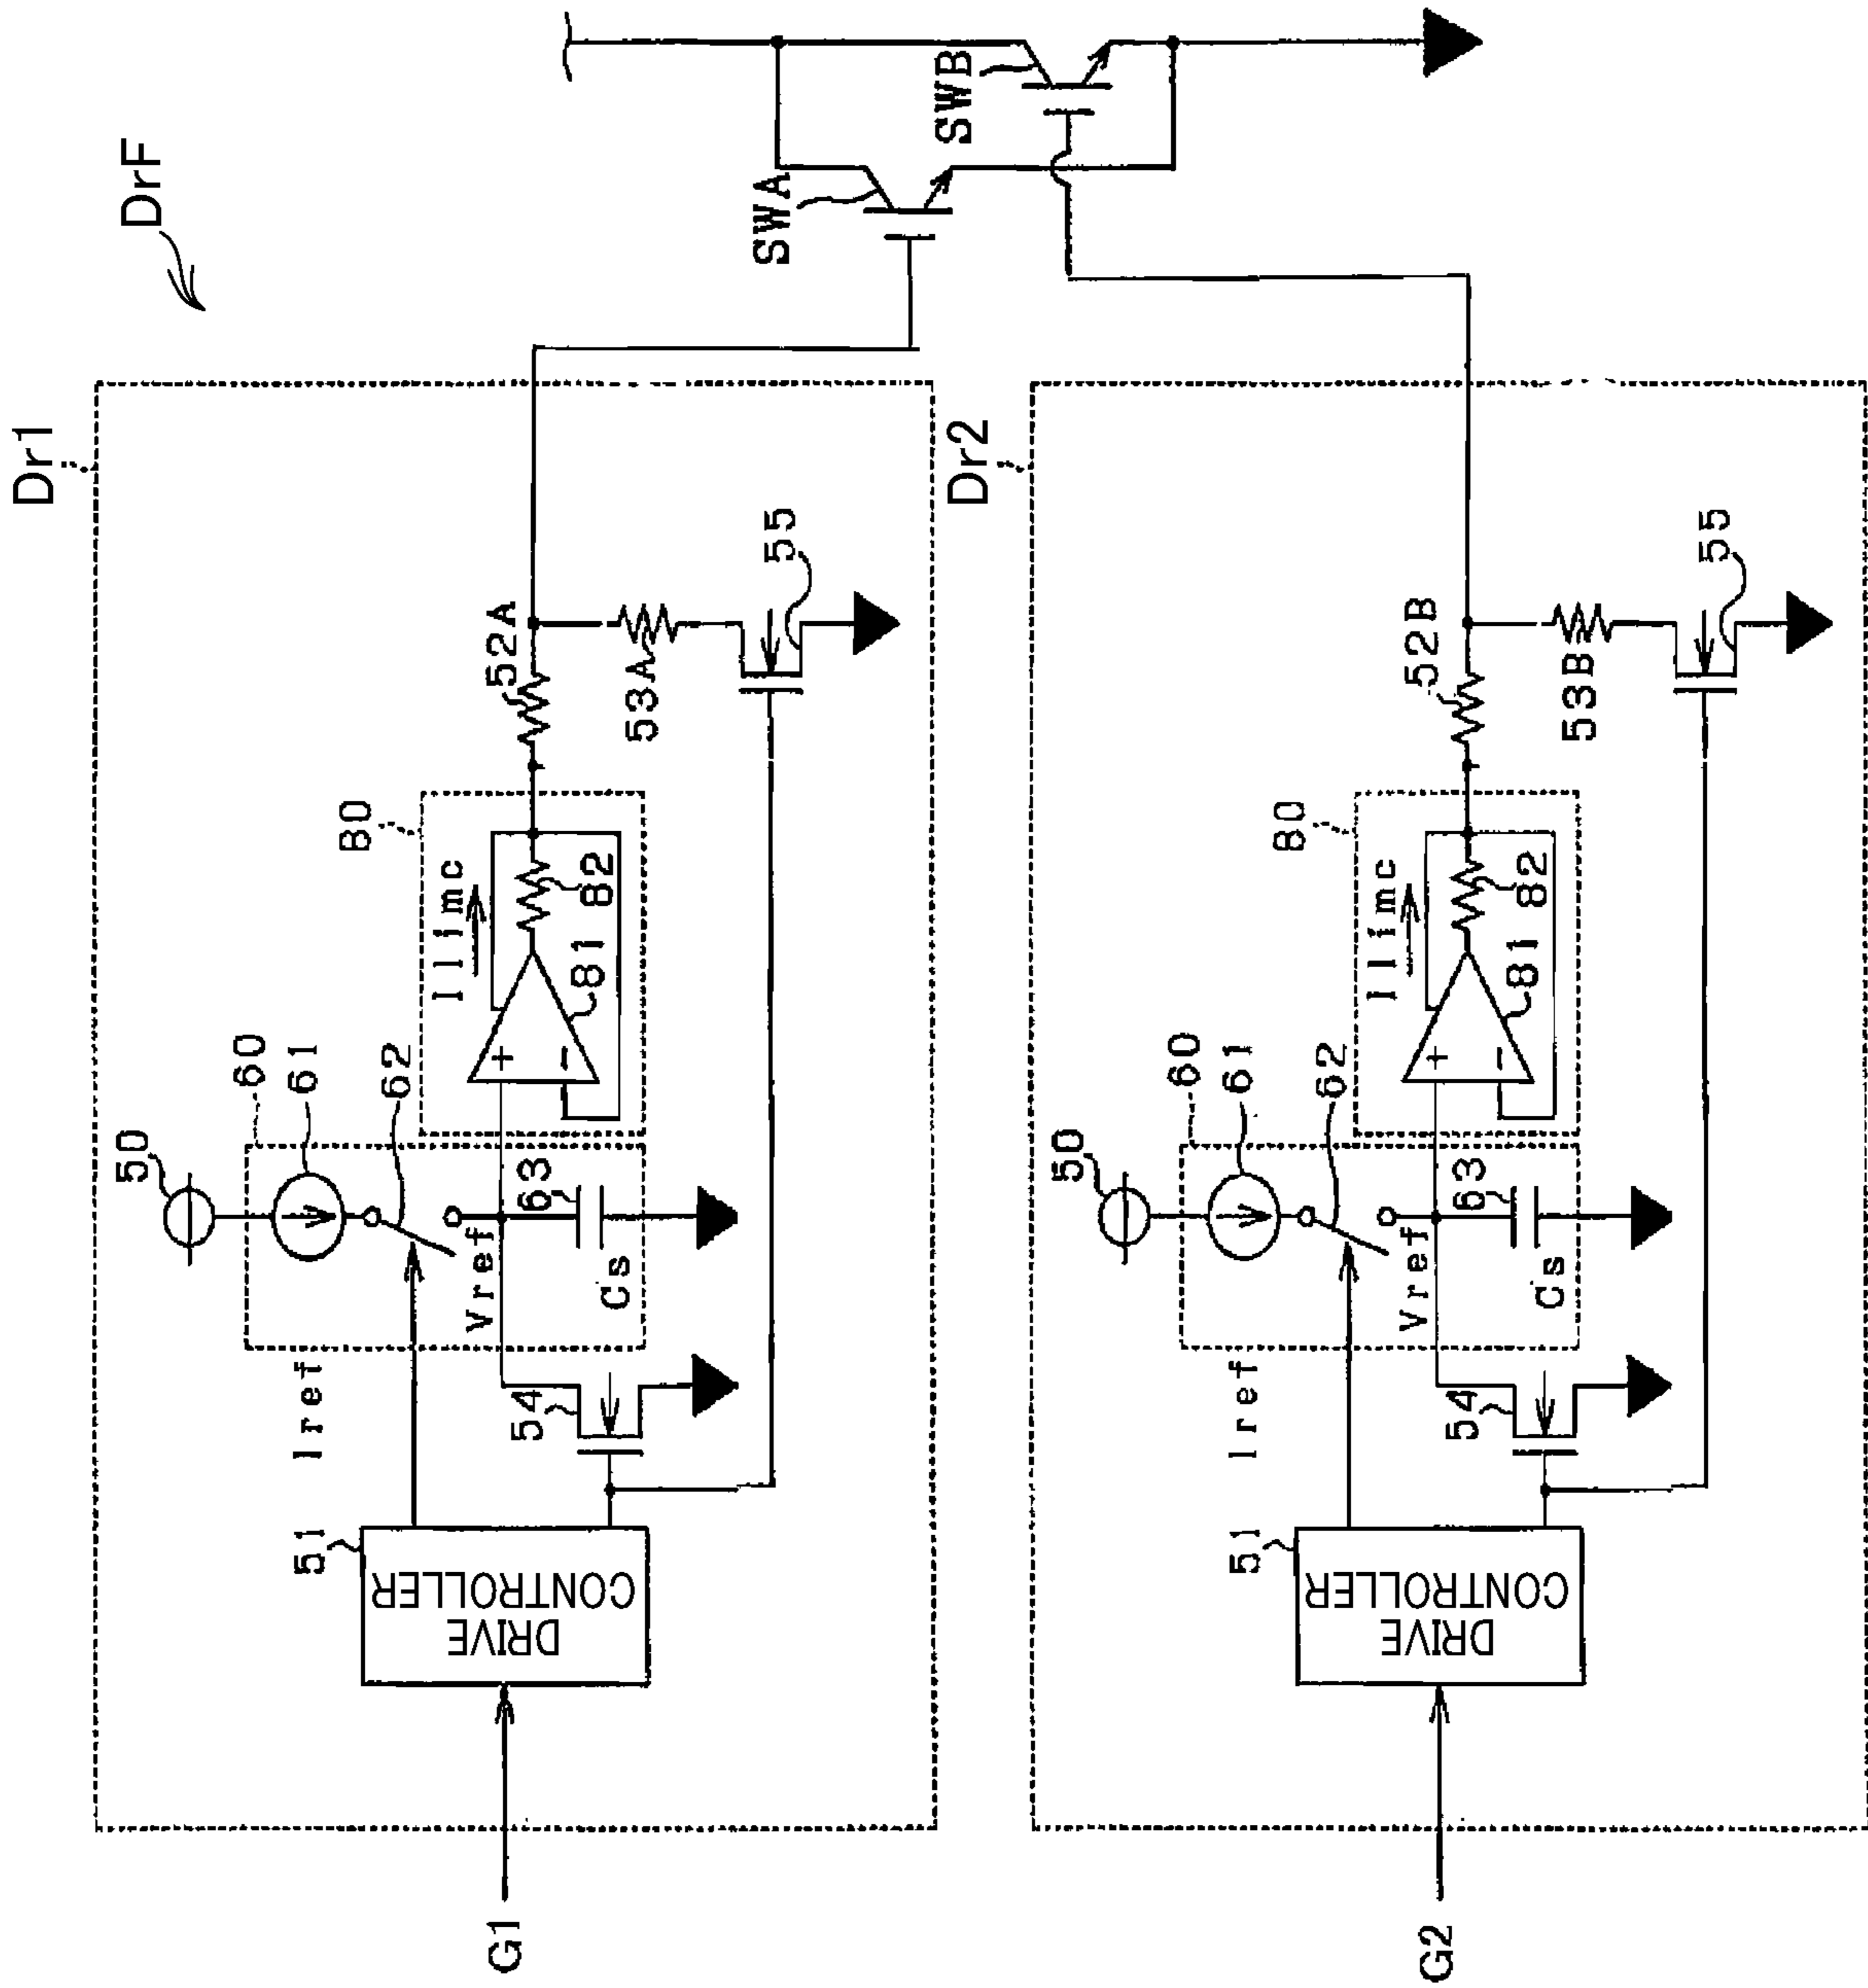 DrF
Dr1
50
60
61
62
80
Ilimc
82
81
52A
53A
55
63
Vref
Cs
Iref
54
51
DRIVE
CONTROLLER
G1
SWA
SWB
Dr2
50
60
61
62
80
Ilimc
82
81
52B
53B
55
63
Vref
Cs
Iref
54
51
DRIVE
CONTROLLER
G2
+
-
+
-